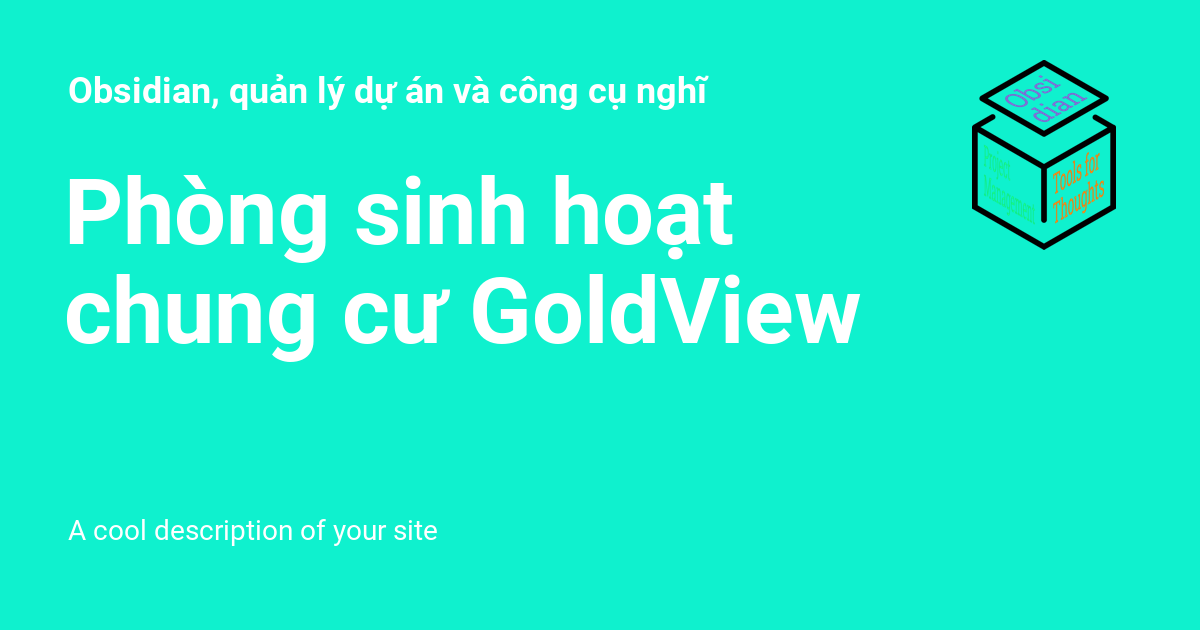 Obsidian, quản lý dự án và công cụ nghĩ
Phòng sinh hoạt
chung cư GoldView
A cool description of your site
Obsi
dian
Project
Management
Tools for
Thoughts